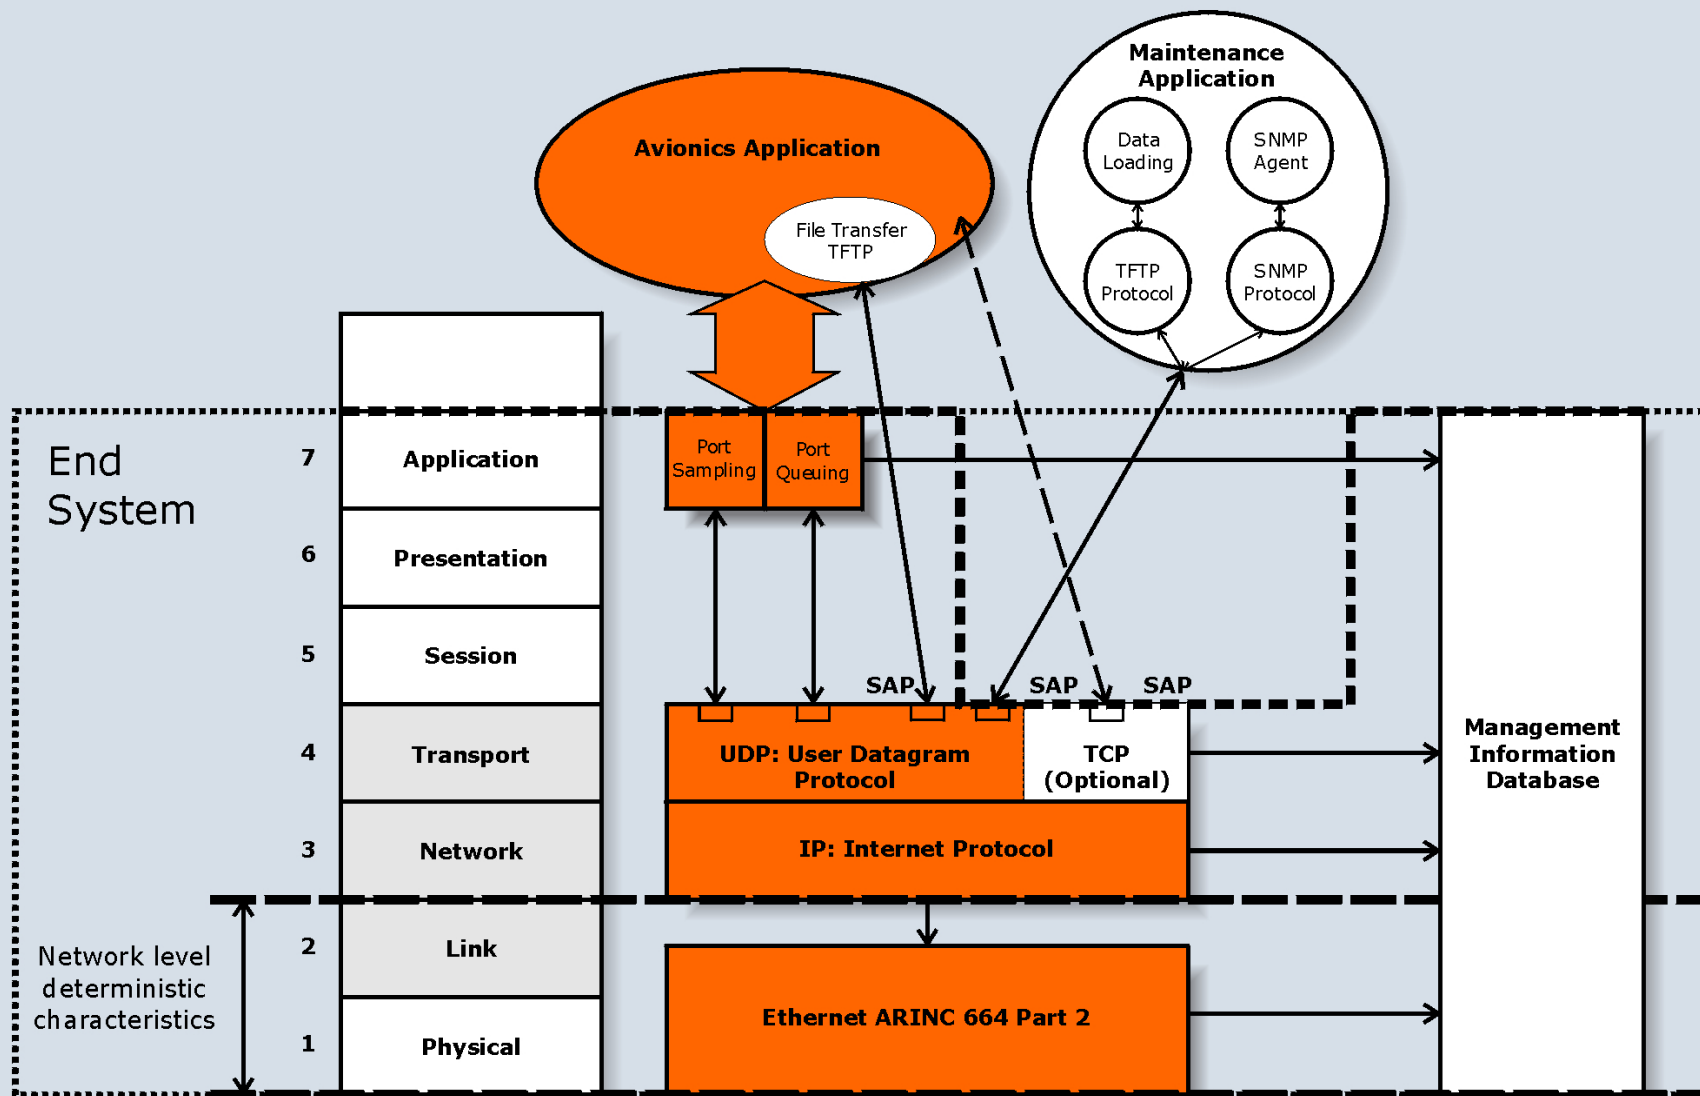 Maintenance
Application
Data
Loading
SNMP
Agent
TFTP
Protocol
SNMP
Protocol
Avionics Application
File Transfer
TFTP
End
System
7
Application
Port
Sampling
Port
Queuing
6
Presentation
5
Session
SAP
SAP
SAP
4
Transport
UDP: User Datagram
Protocol
TCP
(Optional)
Management
Information
Database
3
Network
IP: Internet Protocol
2
Link
Network level
deterministic
characteristics
Ethernet ARINC 664 Part 2
1
Physical